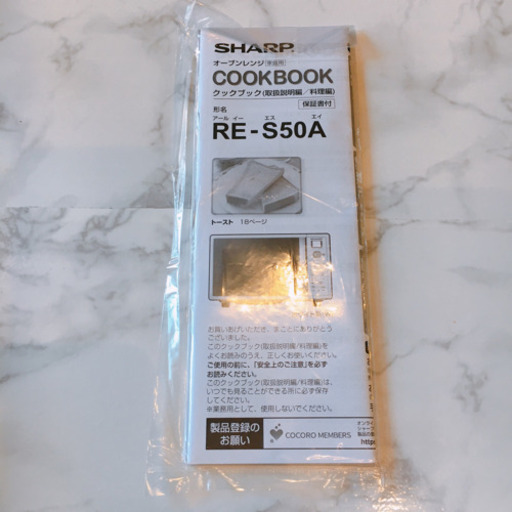 SHARP
オーブンレンジ(家庭用)
COOKBOOK
クックブック(取扱説明編/料理編)
保証書付
形名
アール イー エス エイ
RE-S50A
トースト 18ページ
お買いあげいただき、まことにありがとう
ございました。
このクックブック(取扱説明編/料理編)を
よくお読みのうえ、正しくお使いください。
ご使用の前に、「安全上のご注意」を必ず
お読みください。
このクックブック(取扱説明編/料理編)は、
いつでも見ることができる所に必ず保存
してください。
※業務用として、使用しないでください。
製品登録の
お願い
COCORO MEMBERS